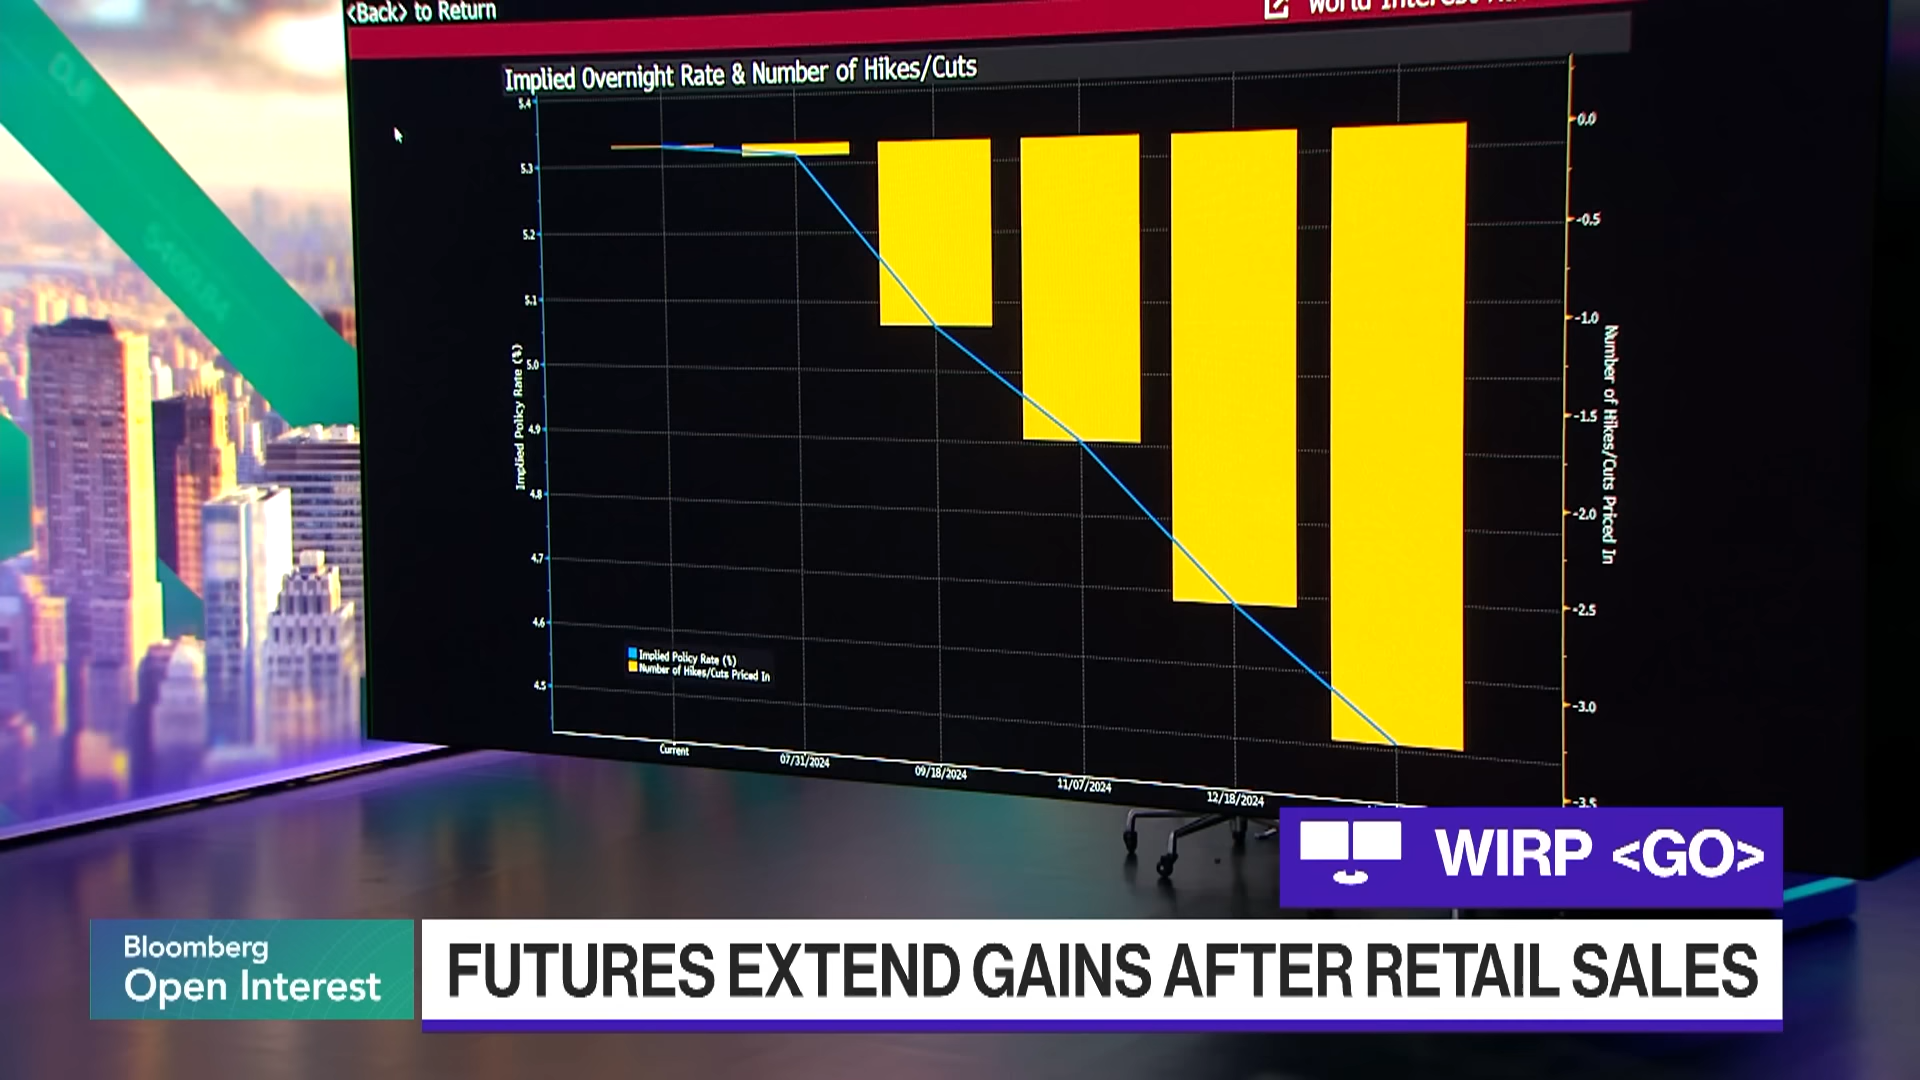 <Back> to Return
World Interest
Implied Overnight Rate & Number of Hikes/Cuts
5.4
5.3
5.2
5.1
5.0
4.9
4.8
4.7
4.6
4.5
Implied Policy Rate (%)
0.0
-0.5
-1.0
-1.5
-2.0
-2.5
-3.0
-3.5
Number of Hikes/Cuts Priced In
Implied Policy Rate (%)
Number of Hikes/Cuts Priced In
Current
07/31/2024
09/18/2024
11/07/2024
12/18/2024
WIRP <GO>
Bloomberg
Open Interest
FUTURES EXTEND GAINS AFTER RETAIL SALES